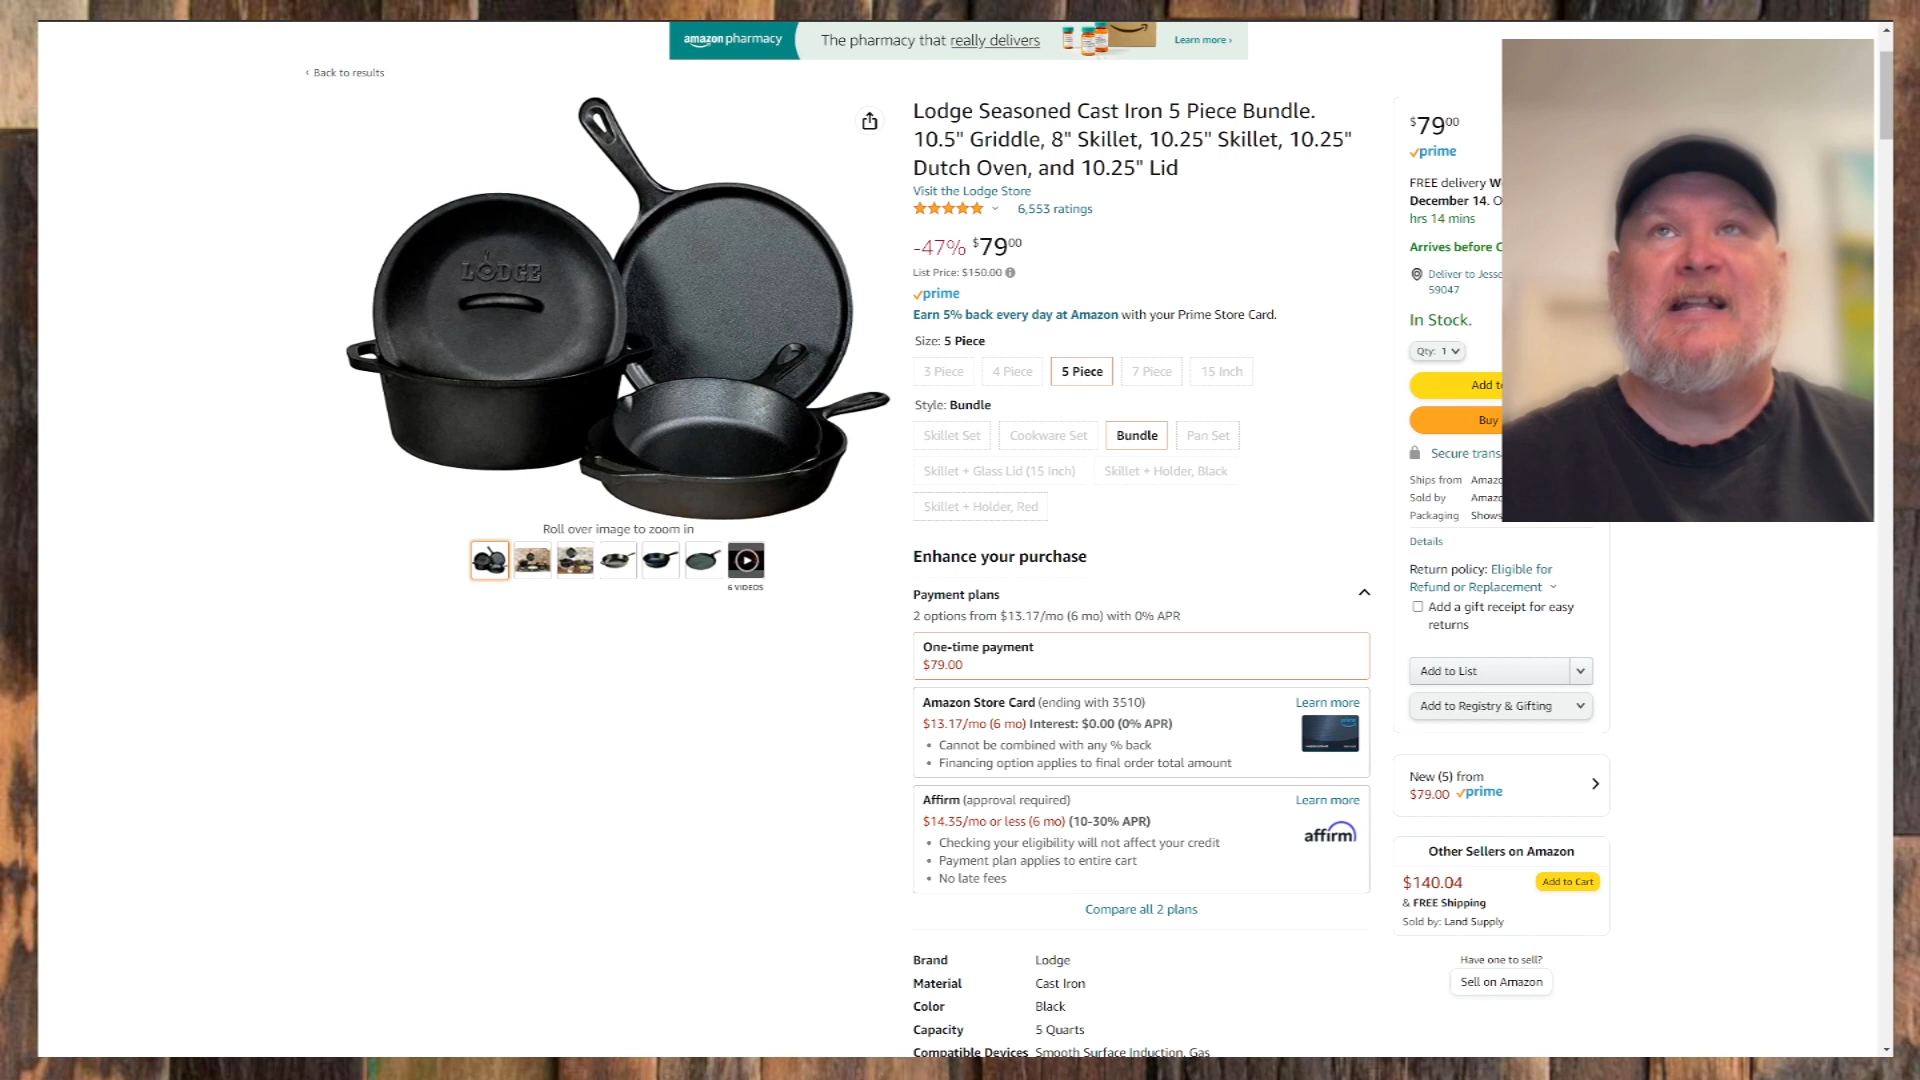 amazon pharmacy
The pharmacy that really delivers
Learn more ›
‹ Back to results
LODGE
Roll over image to zoom in
6 VIDEOS
Lodge Seasoned Cast Iron 5 Piece Bundle.
10.5" Griddle, 8" Skillet, 10.25" Skillet, 10.25"
Dutch Oven, and 10.25" Lid
Visit the Lodge Store
6,553 ratings
-47% $7900
List Price: $150.00
prime
Earn 5% back every day at Amazon with your Prime Store Card.
Size: 5 Piece
3 Piece
4 Piece
5 Piece
7 Piece
15 Inch
Style: Bundle
Skillet Set
Cookware Set
Bundle
Pan Set
Skillet + Glass Lid (15 Inch)
Skillet + Holder, Black
Skillet + Holder, Red
Enhance your purchase
Payment plans
2 options from $13.17/mo (6 mo) with 0% APR
One-time payment
$79.00
Amazon Store Card (ending with 3510)
Learn more
$13.17/mo (6 mo) Interest: $0.00 (0% APR)
• Cannot be combined with any % back
• Financing option applies to final order total amount
Affirm (approval required)
Learn more
$14.35/mo or less (6 mo) (10-30% APR)
affirm
• Checking your eligibility will not affect your credit
• Payment plan applies to entire cart
• No late fees
Compare all 2 plans
Brand Lodge
Material Cast Iron
Color Black
Capacity 5 Quarts
Compatible Devices Smooth Surface Induction, Gas
$7900
prime
FREE delivery W
December 14. O
hrs 14 mins
Arrives before C
Deliver to Jess
59047
In Stock.
Qty: 1
Add t
Buy
Secure trans
Ships from Amaz
Sold by Amaz
Packaging Shows
Details
Return policy: Eligible for
Refund or Replacement
Add a gift receipt for easy
returns
Add to List
Add to Registry & Gifting
New (5) from
$79.00 prime
Other Sellers on Amazon
$140.04
Add to Cart
& FREE Shipping
Sold by: Land Supply
Have one to sell?
Sell on Amazon